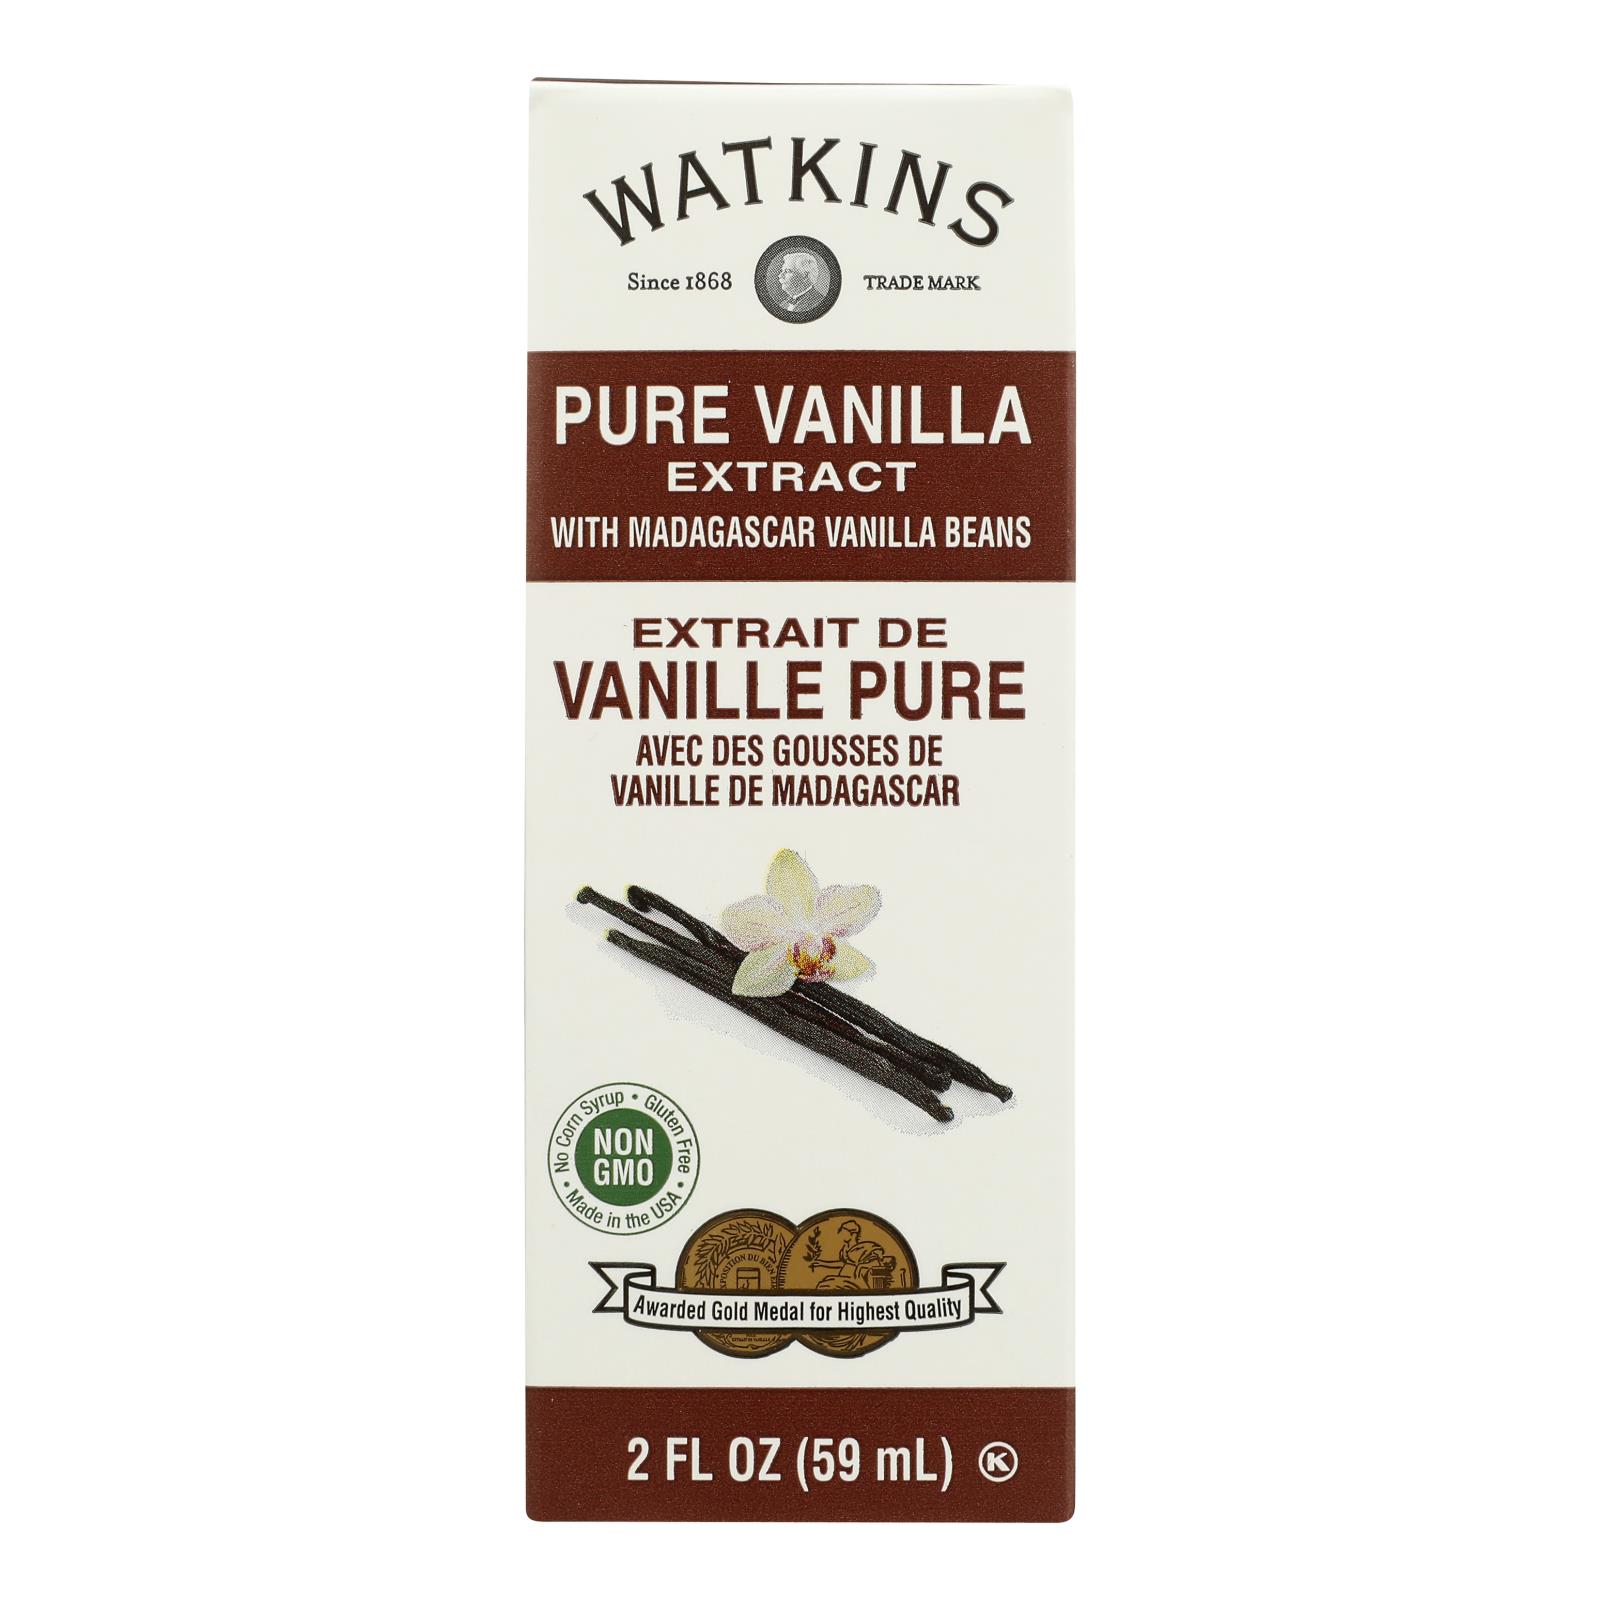 WATKINS
Since 1868
TRADE MARK
PURE VANILLA
EXTRACT
WITH MADAGASCAR VANILLA BEANS
EXTRAIT DE
VANILLE PURE
AVEC DES GOUSSES DE
VANILLE DE MADAGASCAR
No Corn Syrup • Gluten Free • Made in the USA •
NON
GMO
Awarded Gold Medal for Highest Quality
2 FL OZ (59 mL) K